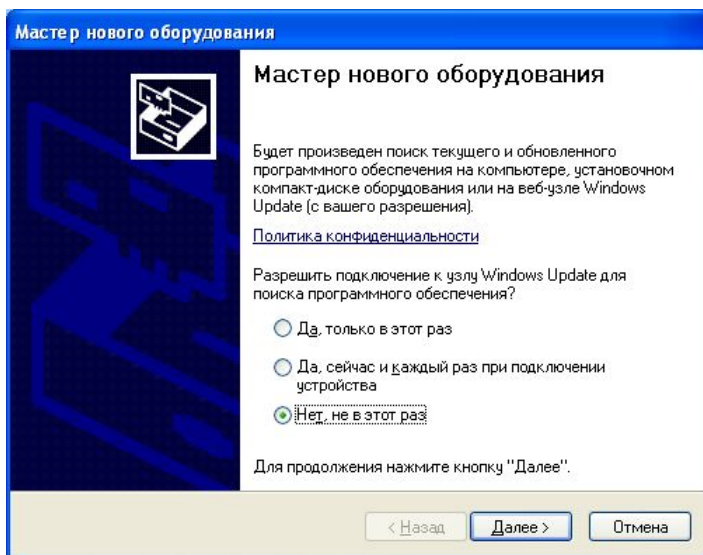 Мастер нового оборудования
Мастер нового оборудования
Будет произведен поиск текущего и обновленного
программного обеспечения на компьютере, установочном
компакт-диске оборудования или на веб-узле Windows
Update (с вашего разрешения).
Политика конфиденциальности
Разрешить подключение к узлу Windows Update для
поиска программного обеспечения?
Да, только в этот раз
Да, сейчас и каждый раз при подключении
устройства
Нет, не в этот раз
Для продолжения нажмите кнопку "Далее".
< Назад Далее > Отмена